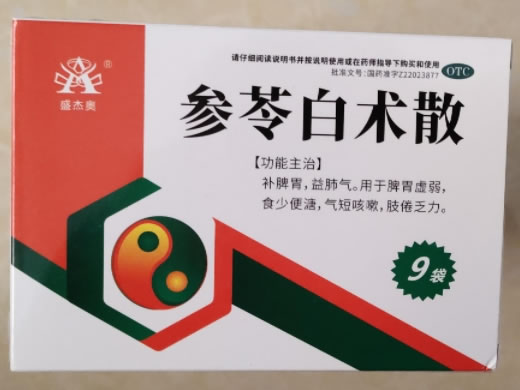 请仔细阅读说明书并按说明使用或在药师指导下购买和使用
批准文号：国药准字Z22023877
OTC
®
盛杰奥
参苓白术散
【功能主治】
补脾胃，益肺气。用于脾胃虚弱，
食少便溏，气短咳嗽，肢倦乏力。
9袋